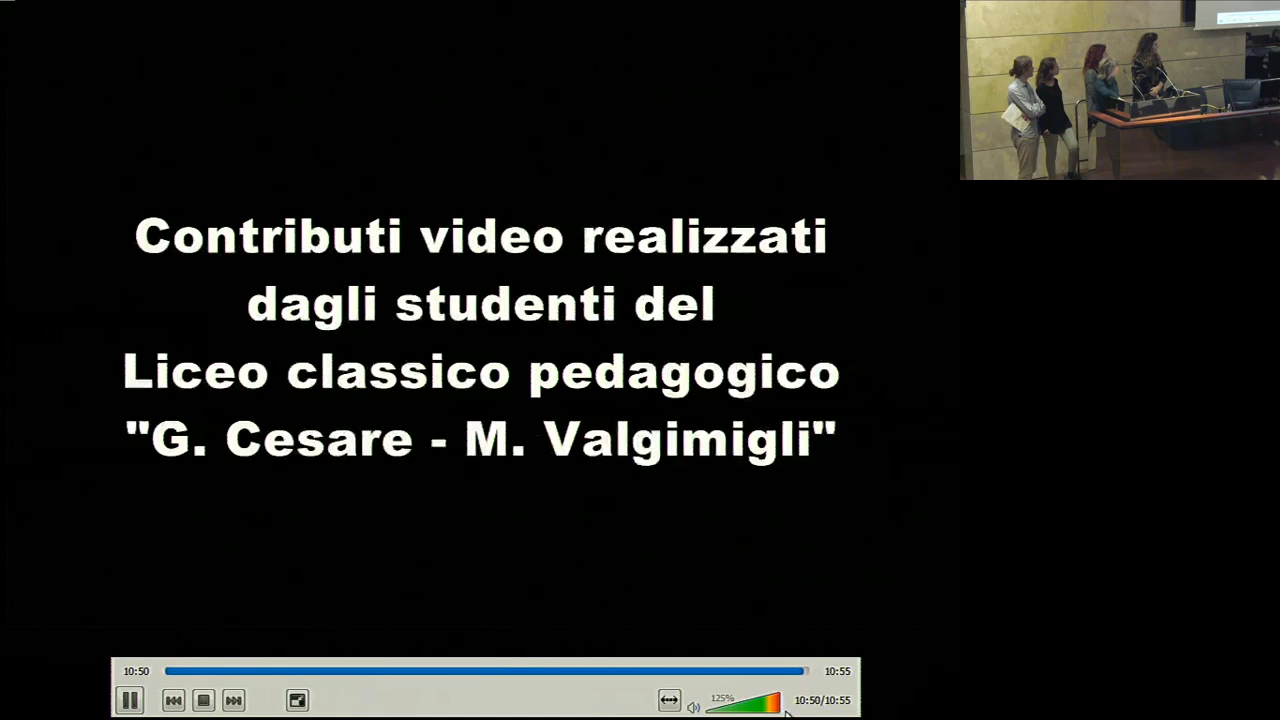 Contributi video realizzati
dagli studenti del
Liceo classico pedagogico
"G. Cesare - M. Valgimigli"
10:50
10:55
125%
10:50/10:55